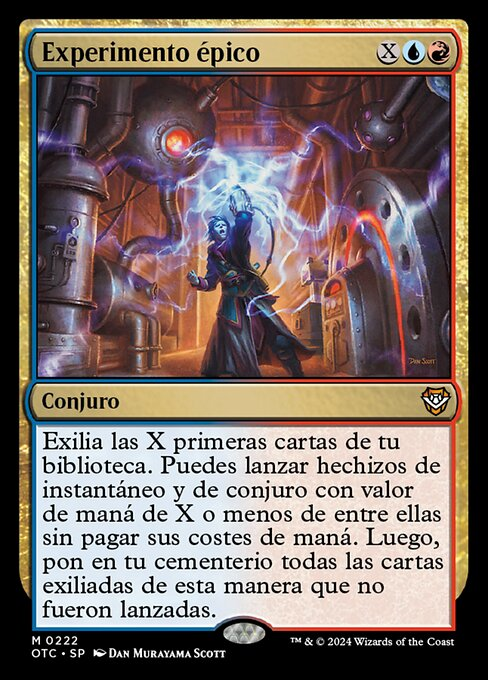 Experimento épico X
Conjuro
Exilia las X primeras cartas de tu
biblioteca. Puedes lanzar hechizos de
instantáneo y de conjuro con valor
de maná de X o menos de entre ellas
sin pagar sus costes de maná. Luego,
pon en tu cementerio todas las cartas
exiliadas de esta manera que no
fueron lanzadas.
M 0222
OTC • SP Dan Murayama Scott
™ & © 2024 Wizards of the Coast
Dan Scott